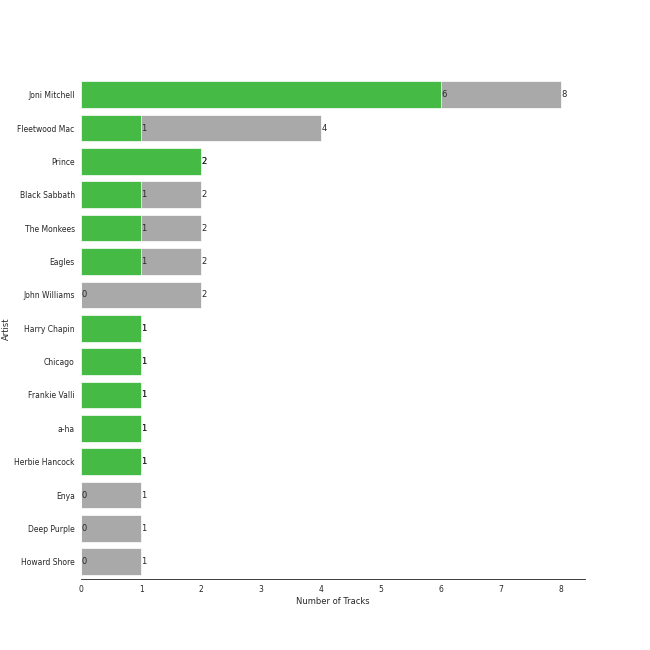 Joni Mitchell 6 8
Fleetwood Mac 1 4
Prince 2
Black Sabbath 1 2
The Monkees 1 2
Eagles 1 2
John Williams 0 2
Harry Chapin 1
Chicago 1
Frankie Valli 1
a-ha 1
Herbie Hancock 1
Enya 0 1
Deep Purple 0 1
Howard Shore 0 1
Artist
0 1 2 3 4 5 6 7 8
Number of Tracks